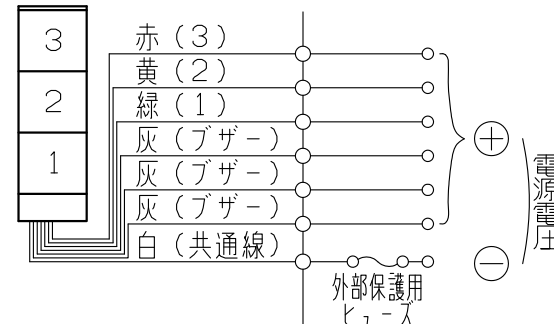 3
2
1
赤(3)
黄(2)
緑(1)
灰(ブザー)
灰(ブザー)
灰(ブザー)
白(共通線)
外部保護用
ヒューズ
+
−
電源電圧